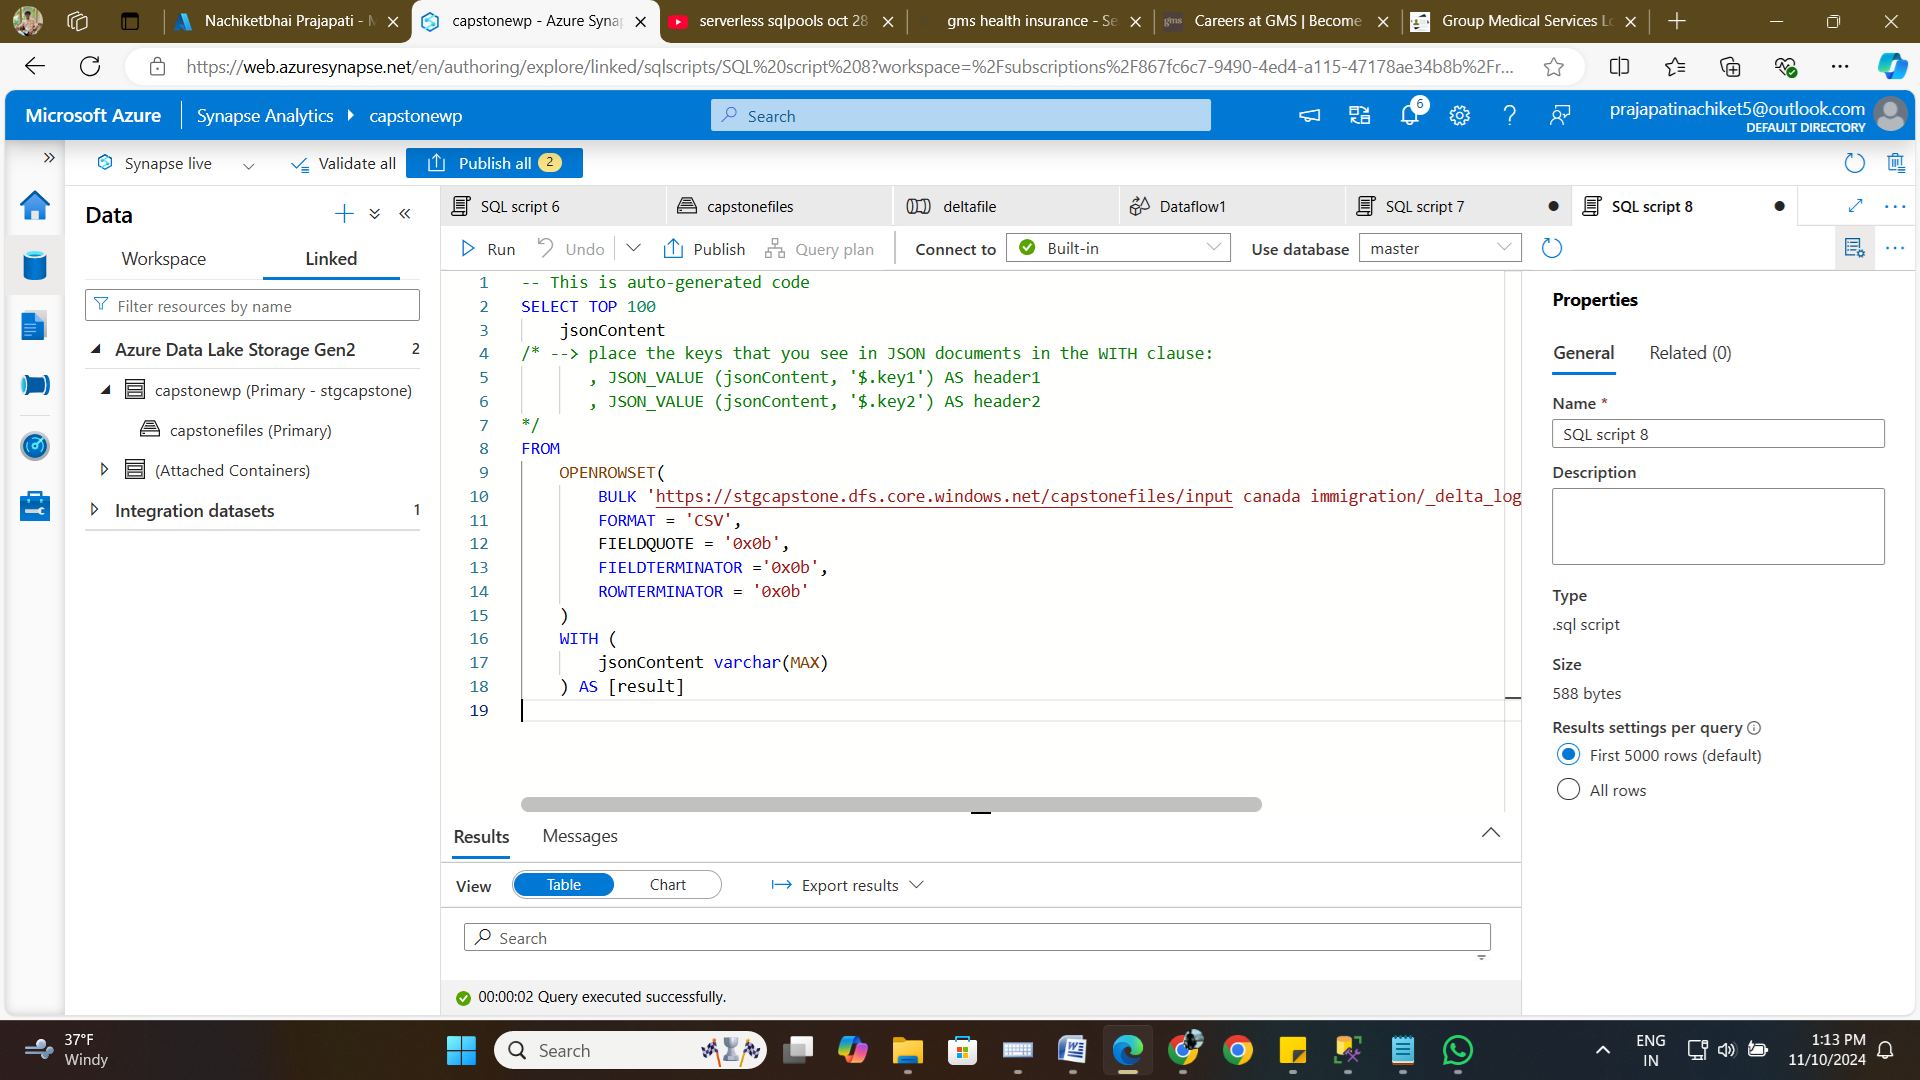 Nachiketbhai Prajapati - M
capstonewp - Azure Synap
serverless sqlpools oct 28
gms health insurance - Se
gms
Careers at GMS | Become
Group Medical Services Lo
https://web.azuresynapse.net/en/authoring/explore/linked/sqlscripts/SQL%20script%208?workspace=%2Fsubscriptions%2F867fc6c7-9490-4ed4-a115-47178ae34b8b%2Fr...
Microsoft Azure
Synapse Analytics
capstonewp
Search
6
prajapatinachiket5@outlook.com
DEFAULT DIRECTORY
Synapse live
Validate all
Publish all
2
Data
Workspace
Linked
Filter resources by name
Azure Data Lake Storage Gen2
2
capstonewp (Primary - stgcapstone)
capstonefiles (Primary)
(Attached Containers)
Integration datasets
1
SQL script 6
capstonefiles
deltafile
Dataflow1
SQL script 7
SQL script 8
Run
Undo
Publish
Query plan
Connect to
Built-in
Use database
master
1 -- This is auto-generated code
2 SELECT TOP 100
3 jsonContent
4 /* --> place the keys that you see in JSON documents in the WITH clause:
5 , JSON_VALUE (jsonContent, '$.key1') AS header1
6 , JSON_VALUE (jsonContent, '$.key2') AS header2
7 */
8 FROM
9 OPENROWSET(
10 BULK 'https://stgcapstone.dfs.core.windows.net/capstonefiles/input canada immigration/_delta_log
11 FORMAT = 'CSV',
12 FIELDQUOTE = '0x0b',
13 FIELDTERMINATOR ='0x0b',
14 ROWTERMINATOR = '0x0b'
15 )
16 WITH (
17 jsonContent varchar(MAX)
18 ) AS [result]
19
Results
Messages
View
Table
Chart
Export results
Search
00:00:02 Query executed successfully.
Properties
General
Related (0)
Name *
SQL script 8
Description
Type
.sql script
Size
588 bytes
Results settings per query
First 5000 rows (default)
All rows
37°F
Windy
Search
ENG
IN
1:13 PM
11/10/2024